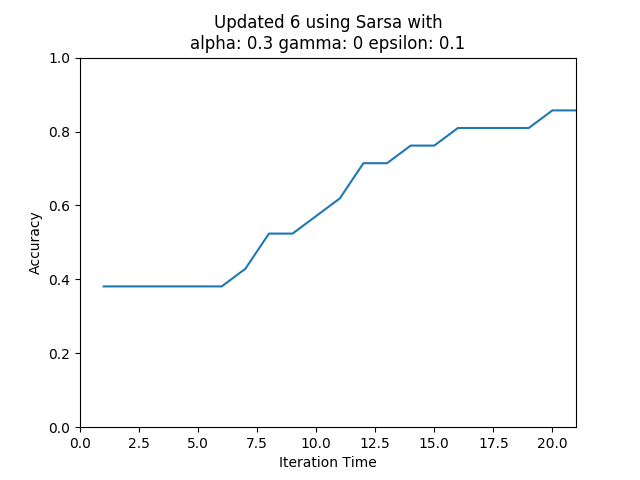 Updated 6 using Sarsa with
alpha: 0.3 gamma: 0 epsilon: 0.1
1.0
0.8
0.6
0.4
0.2
0.0
Accuracy
0.0 2.5 5.0 7.5 10.0 12.5 15.0 17.5 20.0
Iteration Time